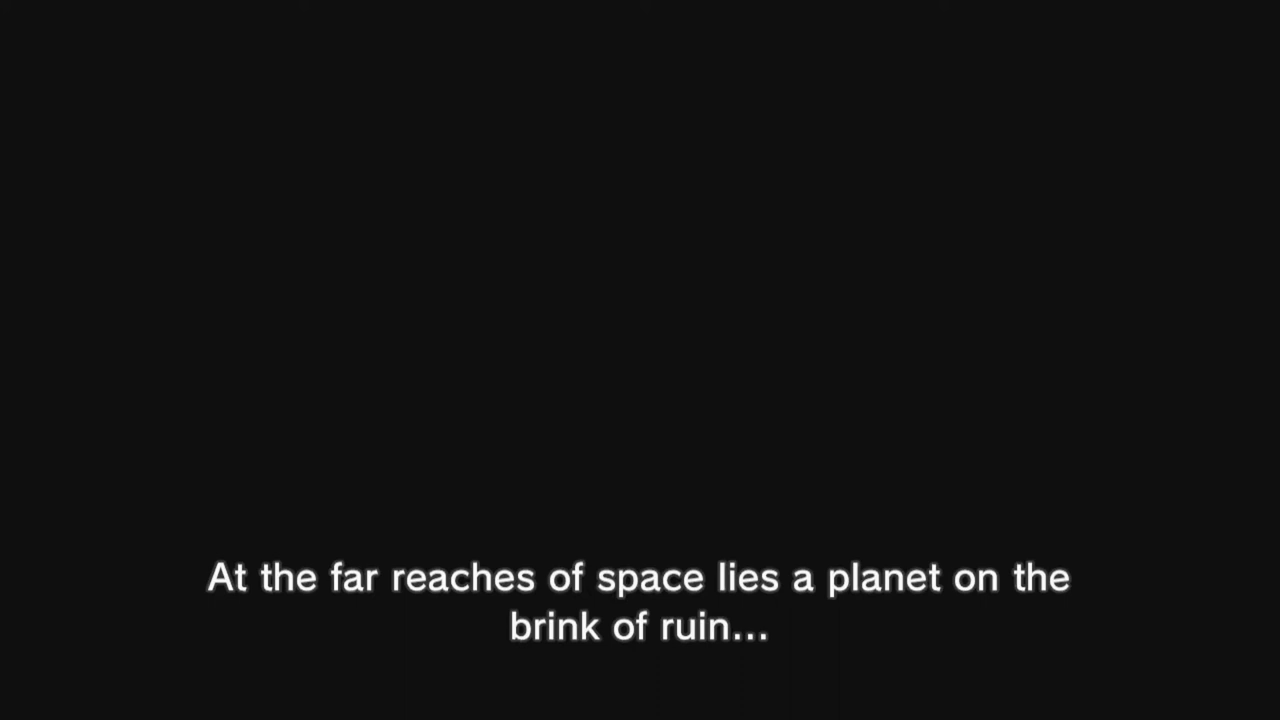 At the far reaches of space lies a planet on the
brink of ruin...